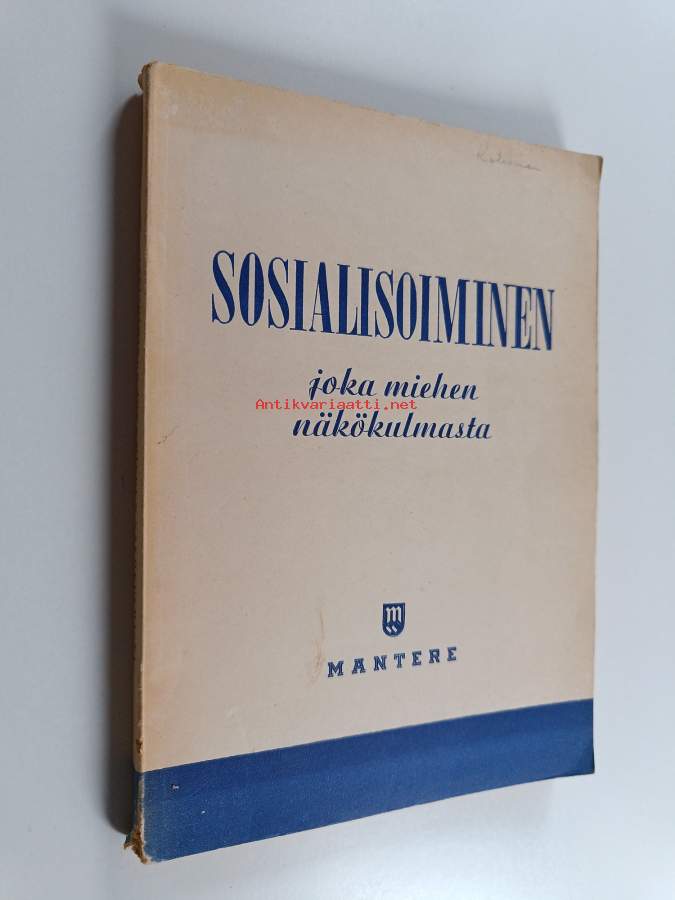 SOSIALISOIMINEN
joka miehen
Antikvariaatti.net
näkökulmasta
m
MANTERE